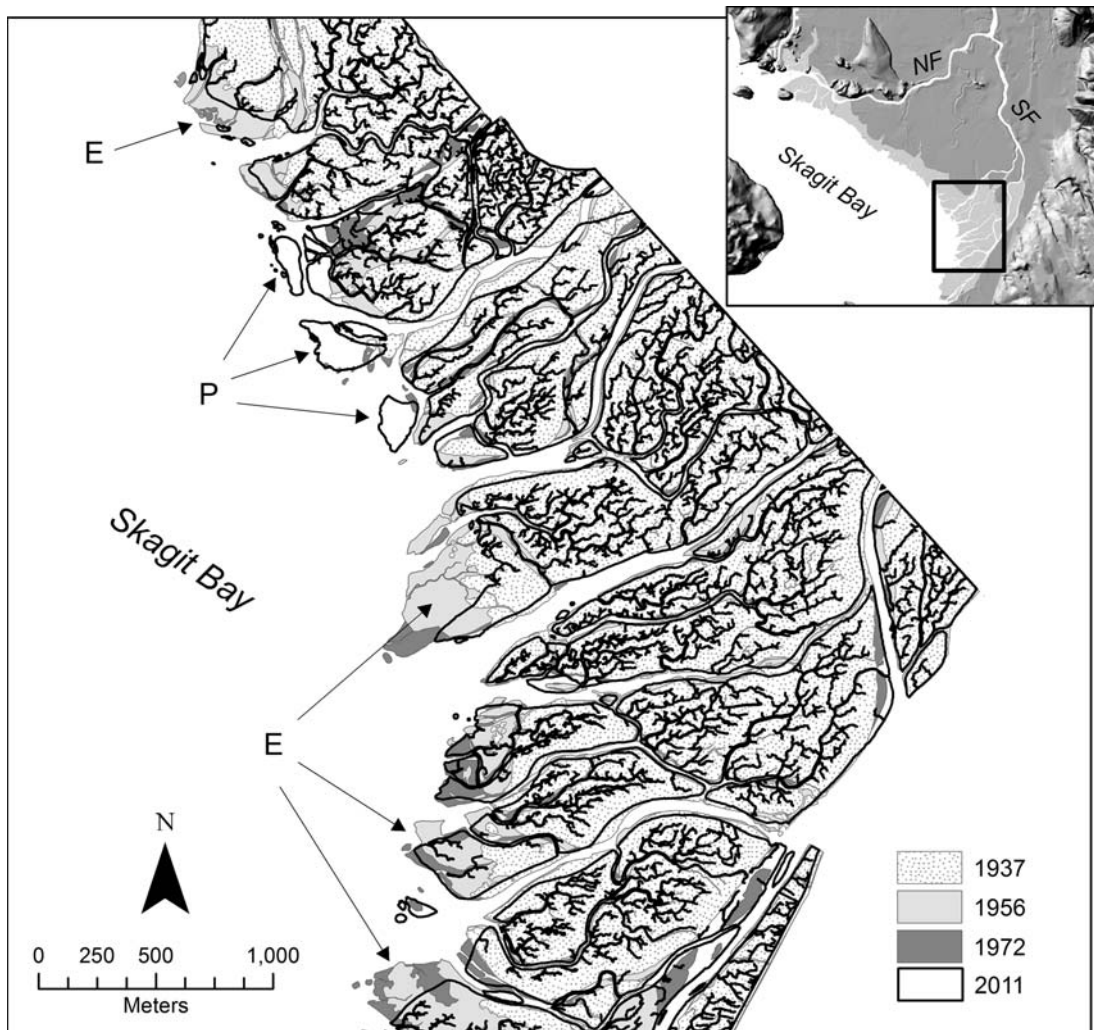 NF
SF
Skagit Bay
E
P
Skagit Bay
E
N
0 250 500 1,000
Meters
1937
1956
1972
2011